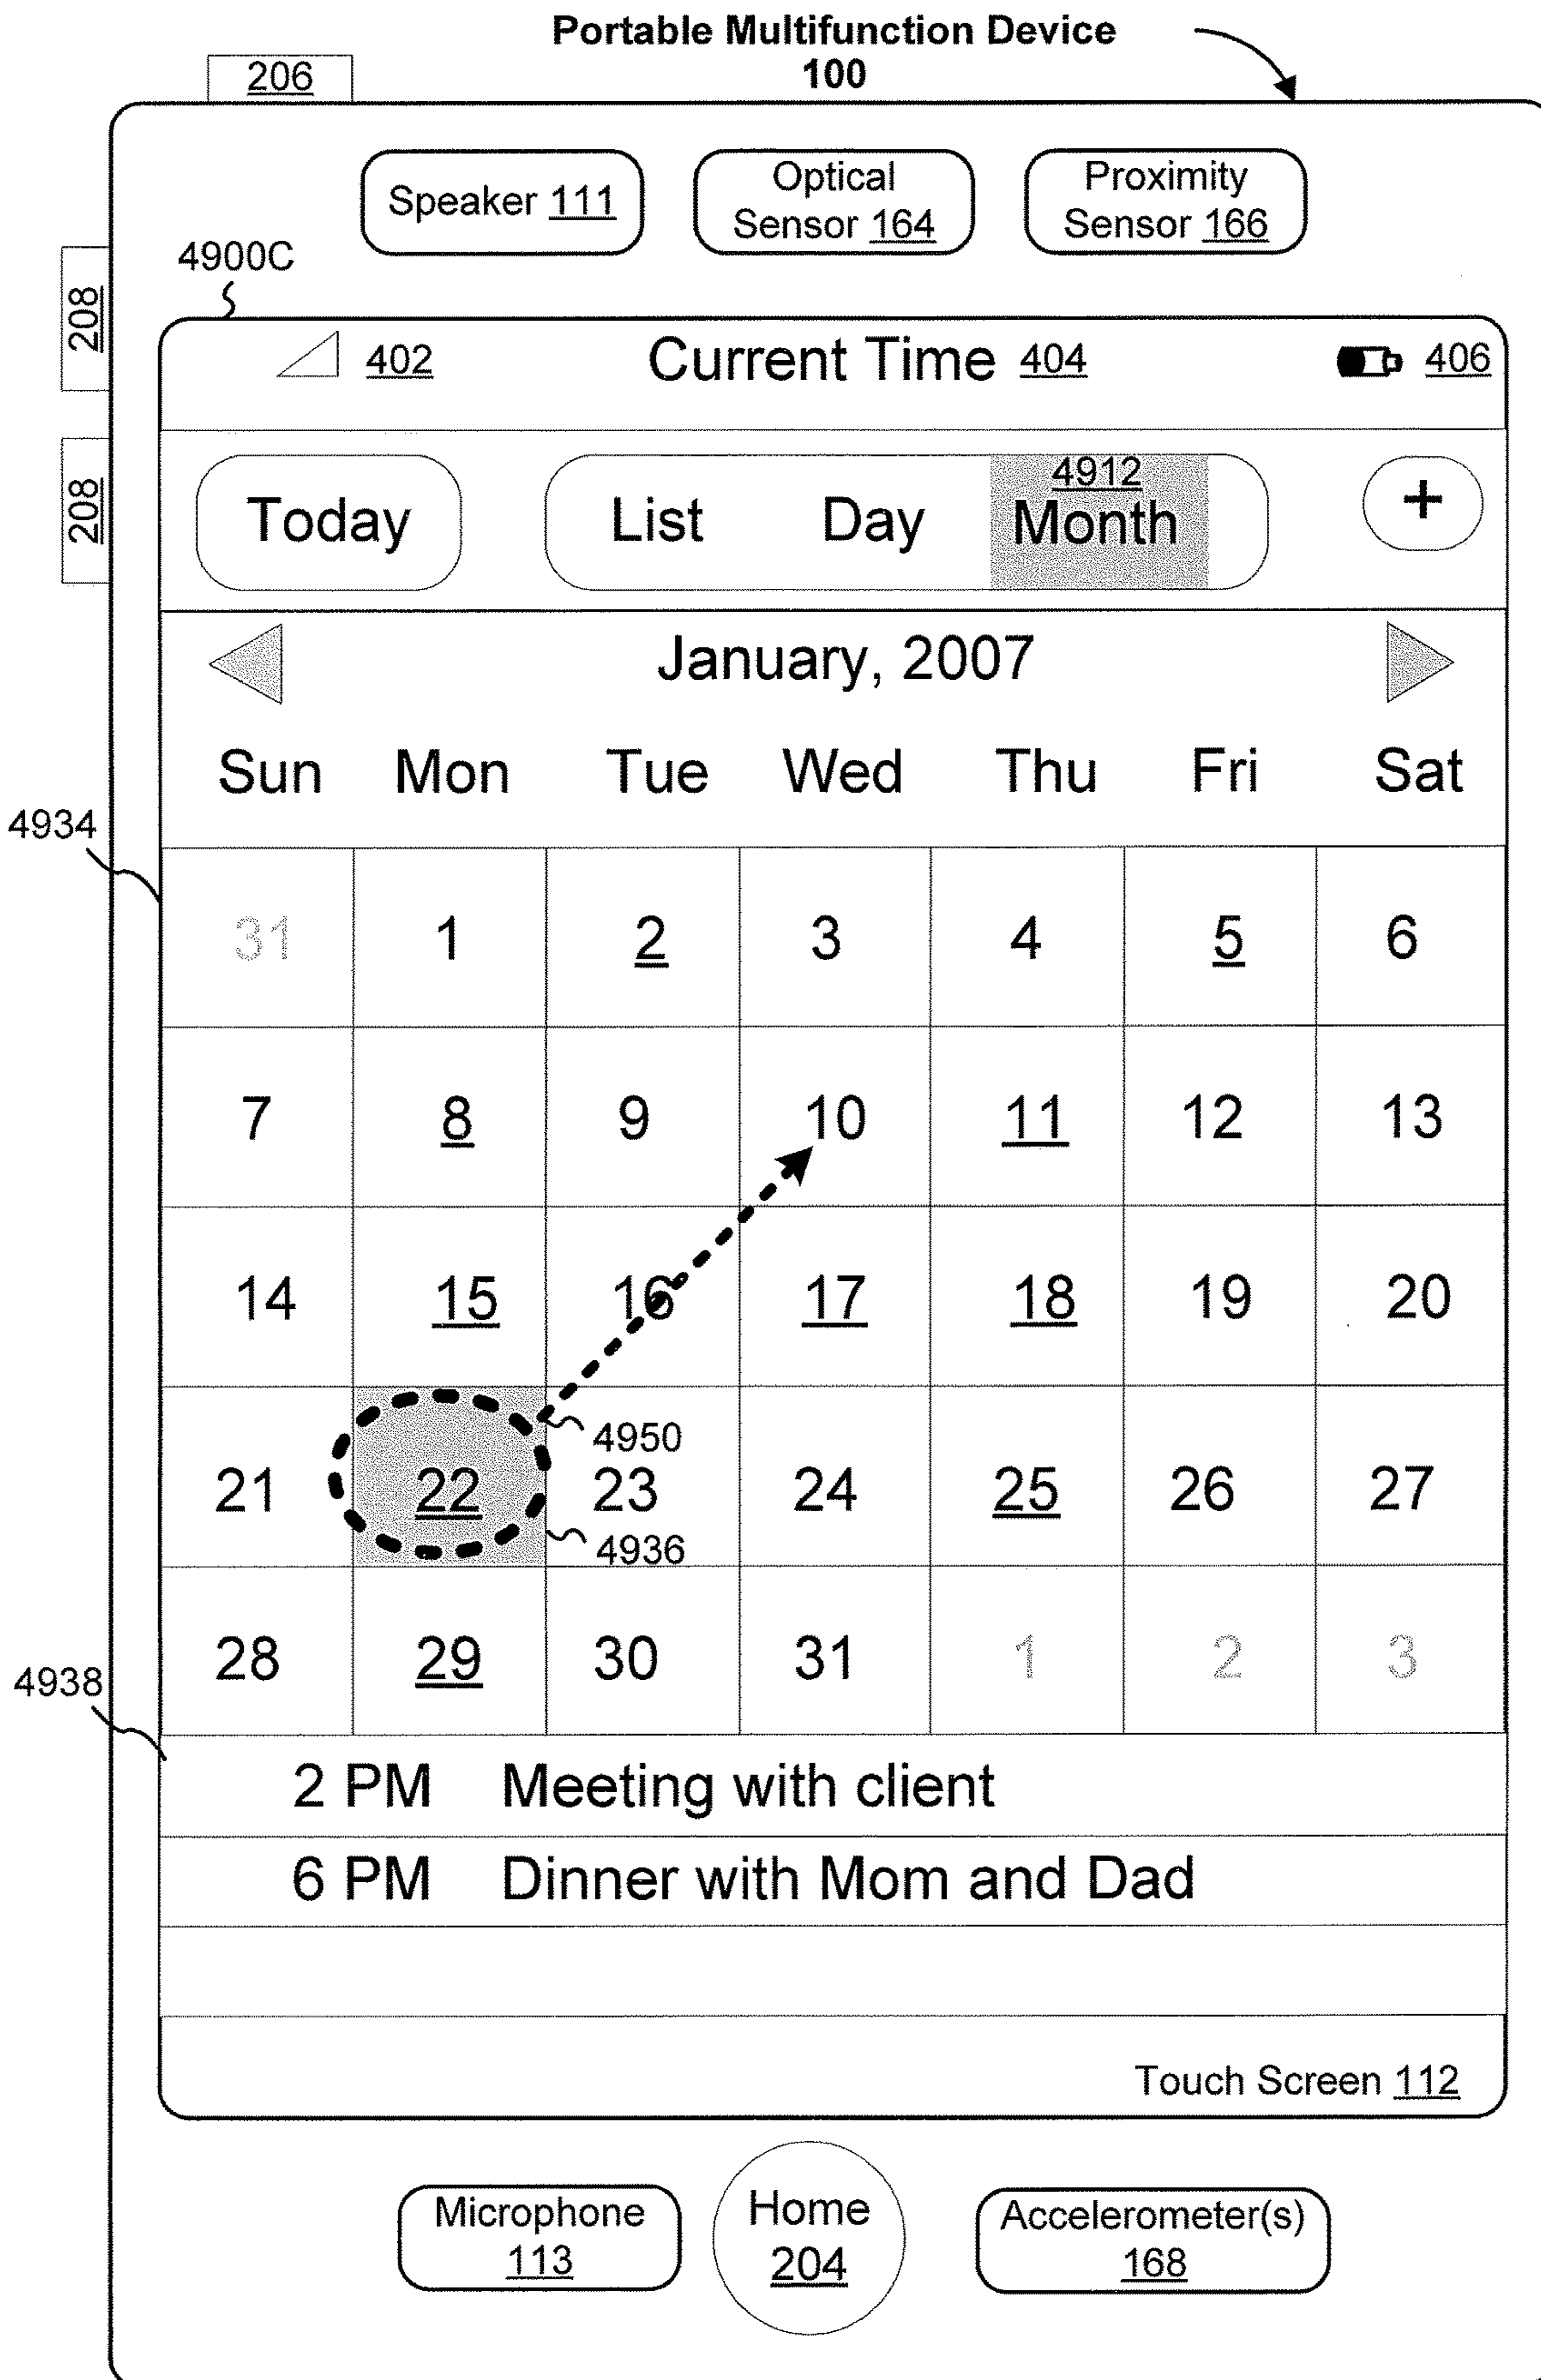 Portable Multifunction Device
100
206
Speaker 111
Optical
Sensor 164
Proximity
Sensor 166
4900C
208
402
Current Time 404
406
208
Today
List
Day
4912
Month
+
January, 2007
Sun Mon Tue Wed Thu Fri Sat
4934
31 1 2 3 4 5 6
7 8 9 10 11 12 13
14 15 16 17 18 19 20
4950
21 22 23 24 25 26 27
4936
28 29 30 31 1 2 3
4938
2 PM Meeting with client
6 PM Dinner with Mom and Dad
Touch Screen 112
Microphone
113
Home
204
Accelerometer(s)
168